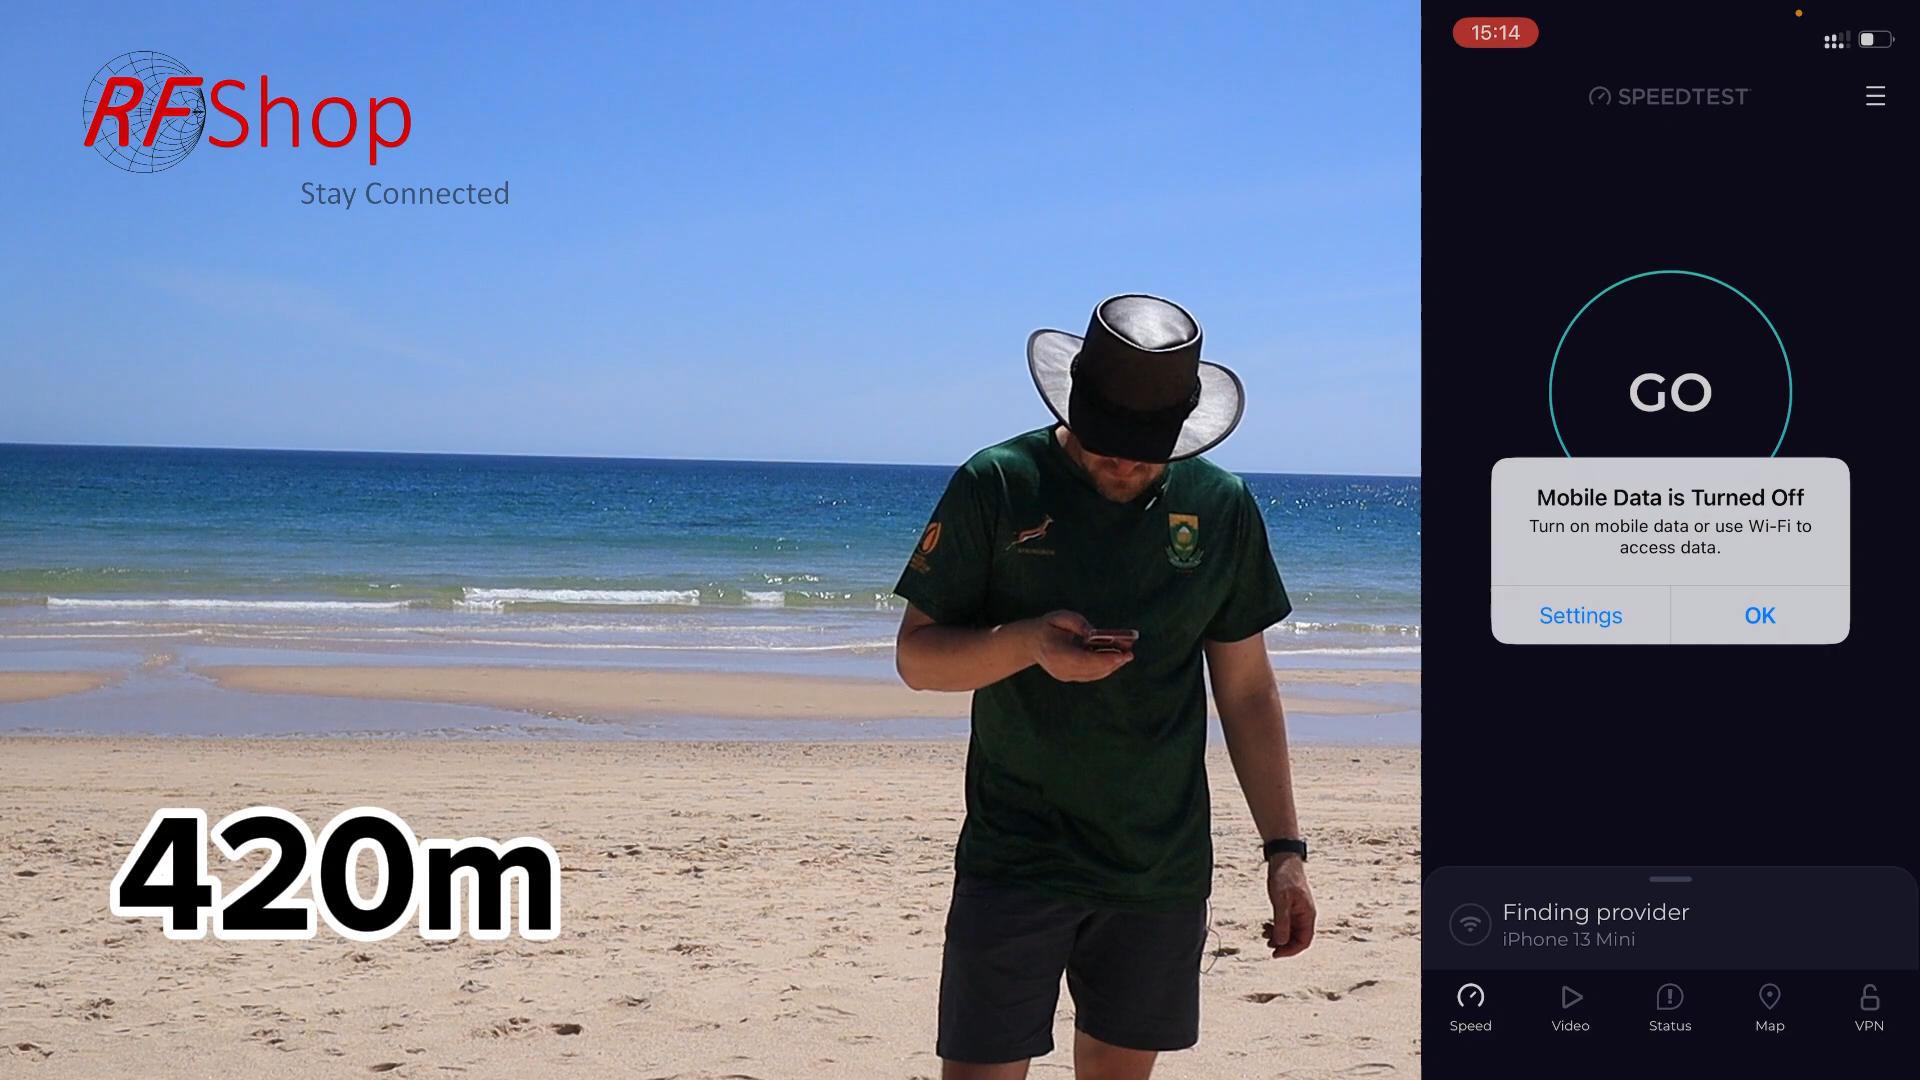 RFShop
Stay Connected
420m
15:14
SPEEDTEST
GO
Mobile Data is Turned Off
Turn on mobile data or use Wi-Fi to
access data.
Settings
OK
Finding provider
iPhone 13 Mini
Speed
Video
Status
Map
VPN